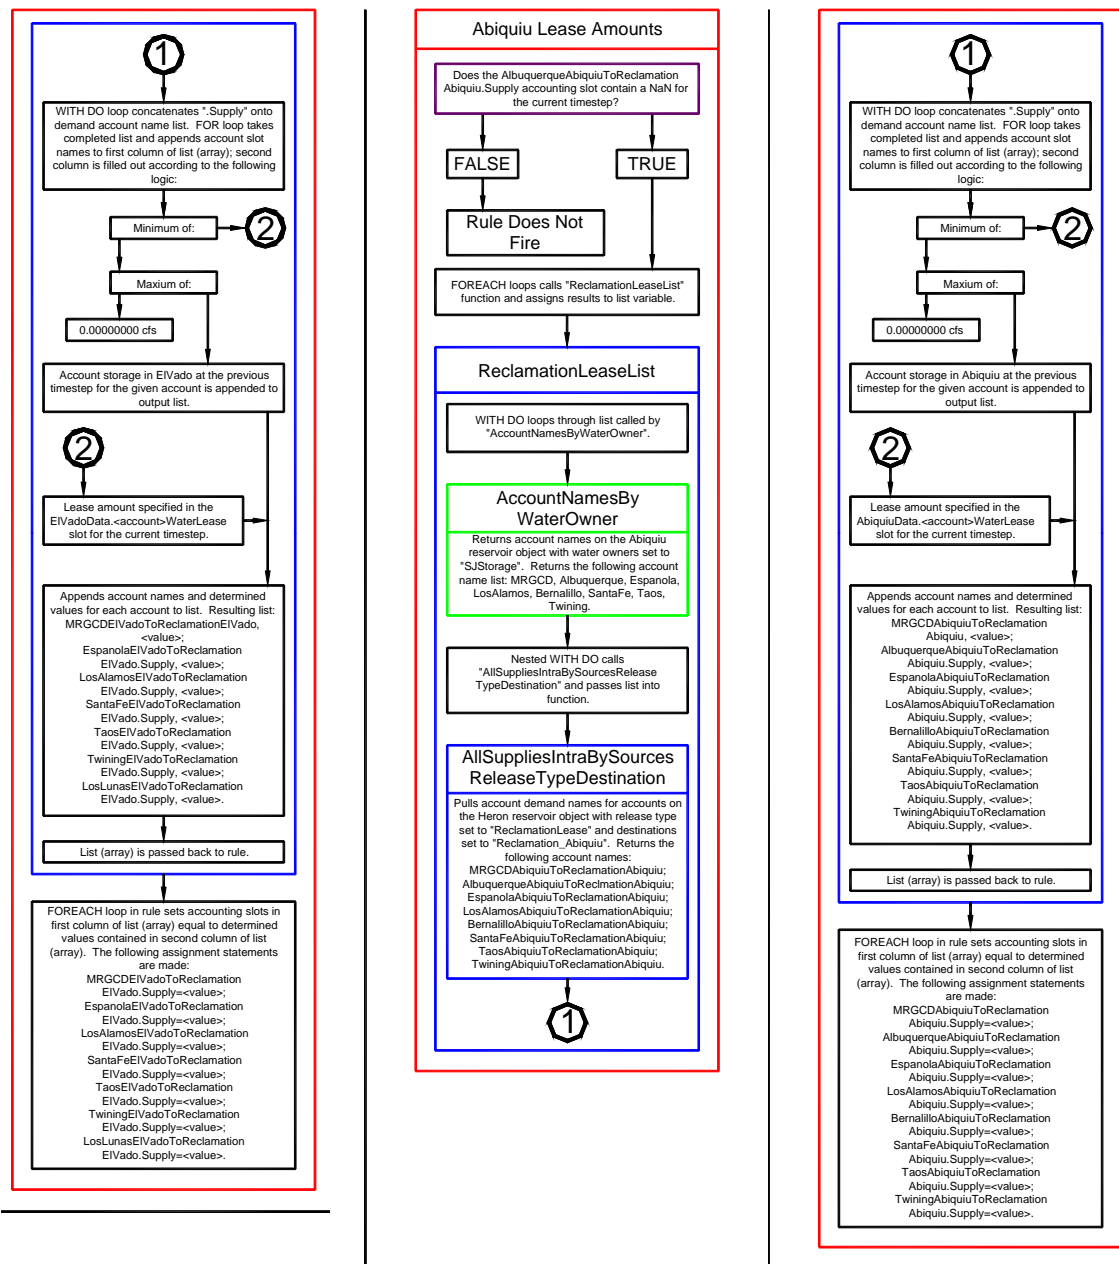 1
WITH DO loop concatenates ".Supply" onto
demand account name list.  FOR loop takes
completed list and appends account slot
names to first column of list (array); second
column is filled out according to the following
logic:
Minimum of:
2
Maxium of:
0.00000000 cfs
Account storage in ElVado at the previous
timestep for the given account is appended to
output list.
2
Lease amount specified in the
ElVadoData.<account>WaterLease
slot for the current timestep.
Appends account names and determined
values for each account to list.  Resulting list:
MRGCDElVadoToReclamationElVado,
<value>;
EspanolaElVadoToReclamation
ElVado.Supply, <value>;
LosAlamosElVadoToReclamation
ElVado.Supply, <value>;
SantaFeElVadoToReclamation
ElVado.Supply, <value>;
TaosElVadoToReclamation
ElVado.Supply, <value>;
TwiningElVadoToReclamation
ElVado.Supply, <value>;
LosLunasElVadoToReclamation
ElVado.Supply, <value>.
List (array) is passed back to rule.
FOREACH loop in rule sets accounting slots in
first column of list (array) equal to determined
values contained in second column of list
(array).  The following assignment statements
are made:
MRGCDElVadoToReclamation
ElVado.Supply=<value>;
EspanolaElVadoToReclamation
ElVado.Supply=<value>;
LosAlamosElVadoToReclamation
ElVado.Supply=<value>;
SantaFeElVadoToReclamation
ElVado.Supply=<value>;
TaosElVadoToReclamation
ElVado.Supply=<value>;
TwiningElVadoToReclamation
ElVado.Supply=<value>;
LosLunasElVadoToReclamation
ElVado.Supply=<value>.
Abiquiu Lease Amounts
Does the AlbuquerqueAbiquiuToReclamation
Abiquiu.Supply accounting slot contain a NaN for
the current timestep?
FALSE
TRUE
Rule Does Not
Fire
FOREACH loops calls "ReclamationLeaseList"
function and assigns results to list variable.
ReclamationLeaseList
WITH DO loops through list called by
"AccountNamesByWaterOwner".
AccountNamesBy
WaterOwner
Returns account names on the Abiquiu
reservoir object with water owners set to
"SJStorage".  Returns the following account
name list: MRGCD, Albuquerque, Espanola,
LosAlamos, Bernalillo, SantaFe, Taos,
Twining.
Nested WITH DO calls
"AllSuppliesIntraBySourcesRelease
TypeDestination" and passes list into
function.
AllSuppliesIntraBySources
ReleaseTypeDestination
Pulls account demand names for accounts on
the Heron reservoir object with release type
set to "ReclamationLease" and destinations
set to "Reclamation_Abiquiu".  Returns the
following account names:
MRGCDAbiquiuToReclamationAbiquiu;
AlbuquerqueAbiquiuToReclmationAbiquiu;
EspanolaAbiquiuToReclamationAbiquiu;
LosAlamosAbiquiuToReclamationAbiquiu;
BernalilloAbiquiuToReclamationAbiquiu;
SantaFeAbiquiuToReclamationAbiquiu;
TaosAbiquiuToReclamationAbiquiu;
TwiningAbiquiuToReclamationAbiquiu.
1
1
WITH DO loop concatenates ".Supply" onto
demand account name list.  FOR loop takes
completed list and appends account slot
names to first column of list (array); second
column is filled out according to the following
logic:
Minimum of:
2
Maxium of:
0.00000000 cfs
Account storage in Abiquiu at the previous
timestep for the given account is appended to
output list.
2
Lease amount specified in the
AbiquiuData.<account>WaterLease
slot for the current timestep.
Appends account names and determined
values for each account to list.  Resulting list:
MRGCDAbiquiuToReclamation
Abiquiu, <value>;
AlbuquerqueAbiquiuToReclamation
Abiquiu.Supply, <value>;
EspanolaAbiquiuToReclamation
Abiquiu.Supply, <value>;
LosAlamosAbiquiuToReclamation
Abiquiu.Supply, <value>;
BernalilloAbiquiuToReclamation
Abiquiu.Supply, <value>;
SantaFeAbiquiuToReclamation
Abiquiu.Supply, <value>;
TaosAbiquiuToReclamation
Abiquiu.Supply, <value>;
TwiningAbiquiuToReclamation
Abiquiu.Supply, <value>.
List (array) is passed back to rule.
FOREACH loop in rule sets accounting slots in
first column of list (array) equal to determined
values contained in second column of list
(array).  The following assignment statements
are made:
MRGCDAbiquiuToReclamation
Abiquiu.Supply=<value>;
AlbuquerqueAbiquiuToReclamation
Abiquiu.Supply=<value>;
EspanolaAbiquiuToReclamation
Abiquiu.Supply=<value>;
LosAlamosAbiquiuToReclamation
Abiquiu.Supply=<value>;
BernalilloAbiquiuToReclamation
Abiquiu.Supply=<value>;
SantaFeAbiquiuToReclamation
Abiquiu.Supply=<value>;
TaosAbiquiuToReclamation
Abiquiu.Supply=<value>;
TwiningAbiquiuToReclamation
Abiquiu.Supply=<value>.